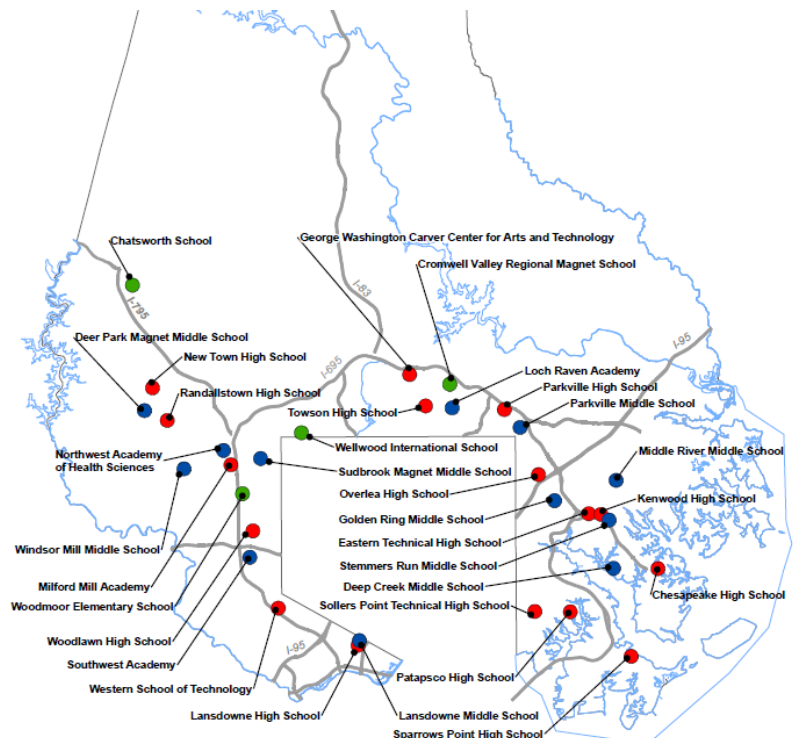 George Washington Carver Center for Arts and Technology
Chatsworth School
Cromwell Valley Regional Magnet School
I-83
I-795
Deer Park Magnet Middle School
I-95
New Town High School
I-695
Loch Raven Academy
Parkville High School
Randallstown High School
Parkville Middle School
Towson High School
Wellwood International School
Northwest Academy
of Health Sciences
Middle River Middle School
Sudbrook Magnet Middle School
Overlea High School
Kenwood High School
Golden Ring Middle School
Eastern Technical High School
Windsor Mill Middle School
Stemmers Run Middle School
Milford Mill Academy
Deep Creek Middle School
Chesapeake High School
Woodmoor Elementary School
Sollers Point Technical High School
Woodlawn High School
I-95
Southwest Academy
Patapsco High School
Western School of Technology
Lansdowne High School
Lansdowne Middle School
Sparrows Point High School